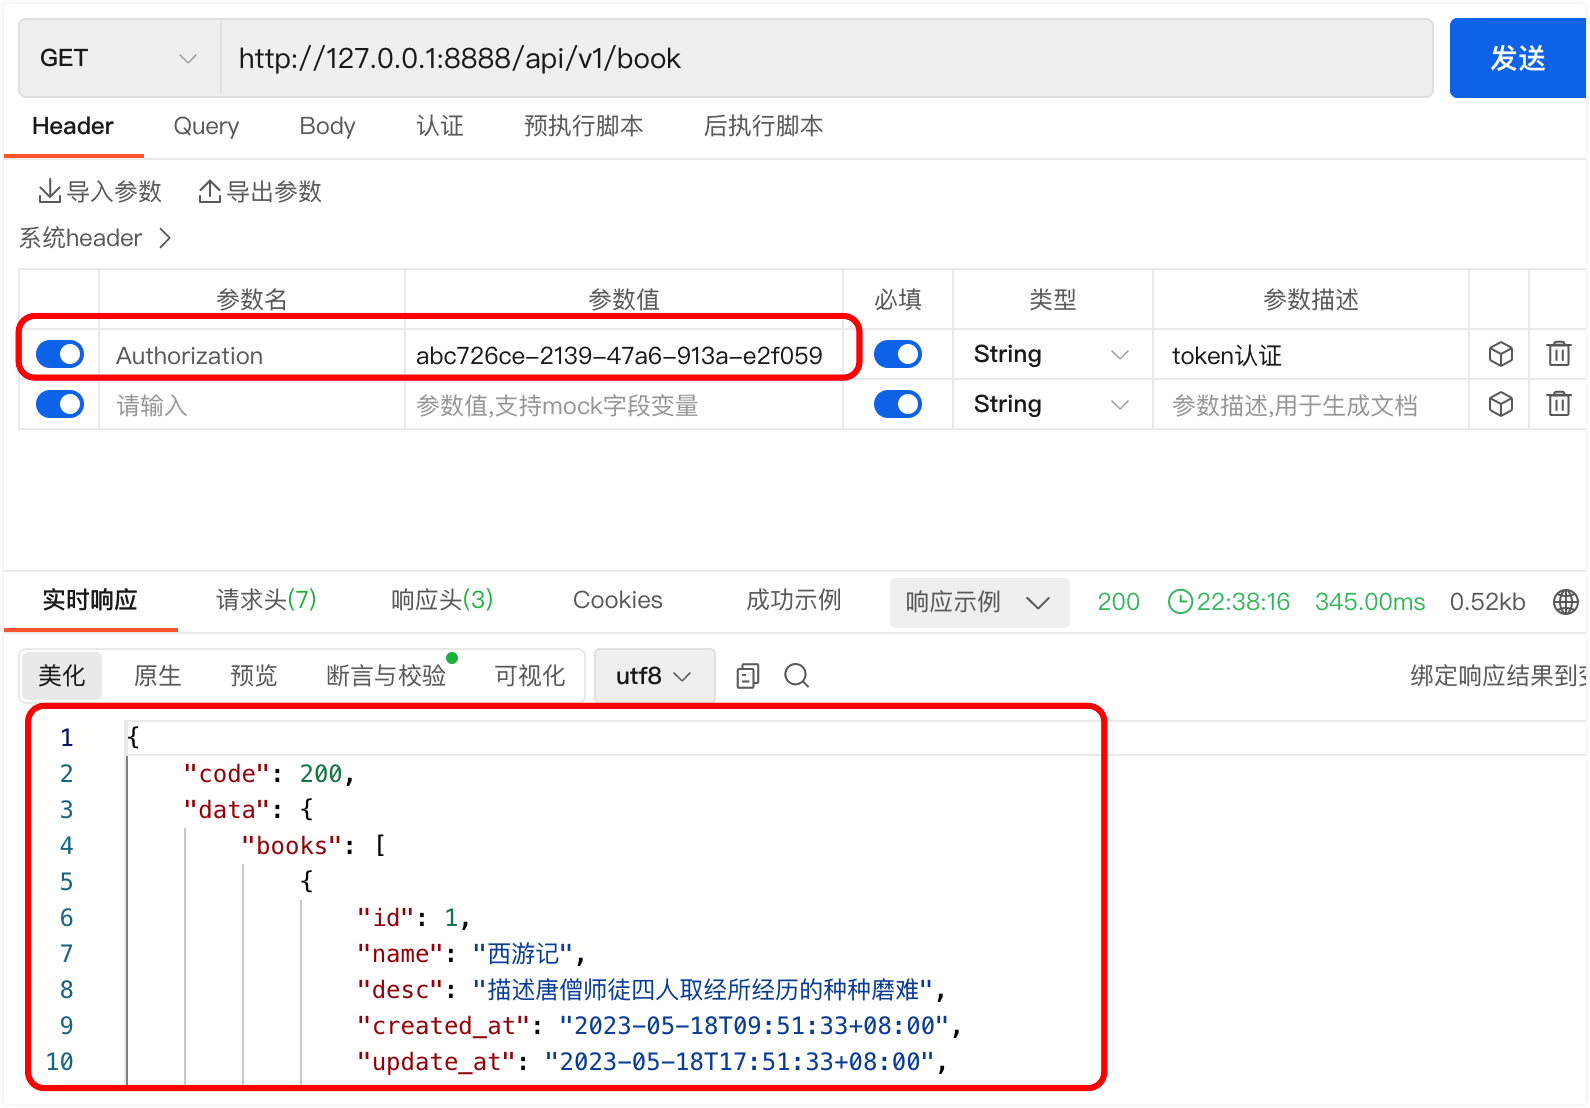 GET http://127.0.0.1:8888/api/v1/book 发送
Header Query Body 认证 预执行脚本 后执行脚本
导入参数 导出参数
系统header
参数名 参数值 必填 类型 参数描述
Authorization abc726ce-2139-47a6-913a-e2f059 String token认证
请输入 参数值,支持mock字段变量 String 参数描述,用于生成文档
实时响应 请求头(7) 响应头(3) Cookies 成功示例 响应示例 200 22:38:16 345.00ms 0.52kb
美化 原生 预览 断言与校验 可视化 utf8 绑定响应结果到
1 {
2 "code": 200,
3 "data": {
4 "books": [
5 {
6 "id": 1,
7 "name": "西游记",
8 "desc": "描述唐僧师徒四人取经所经历的种种磨难",
9 "created_at": "2023-05-18T09:51:33+08:00",
10 "update_at": "2023-05-18T17:51:33+08:00",